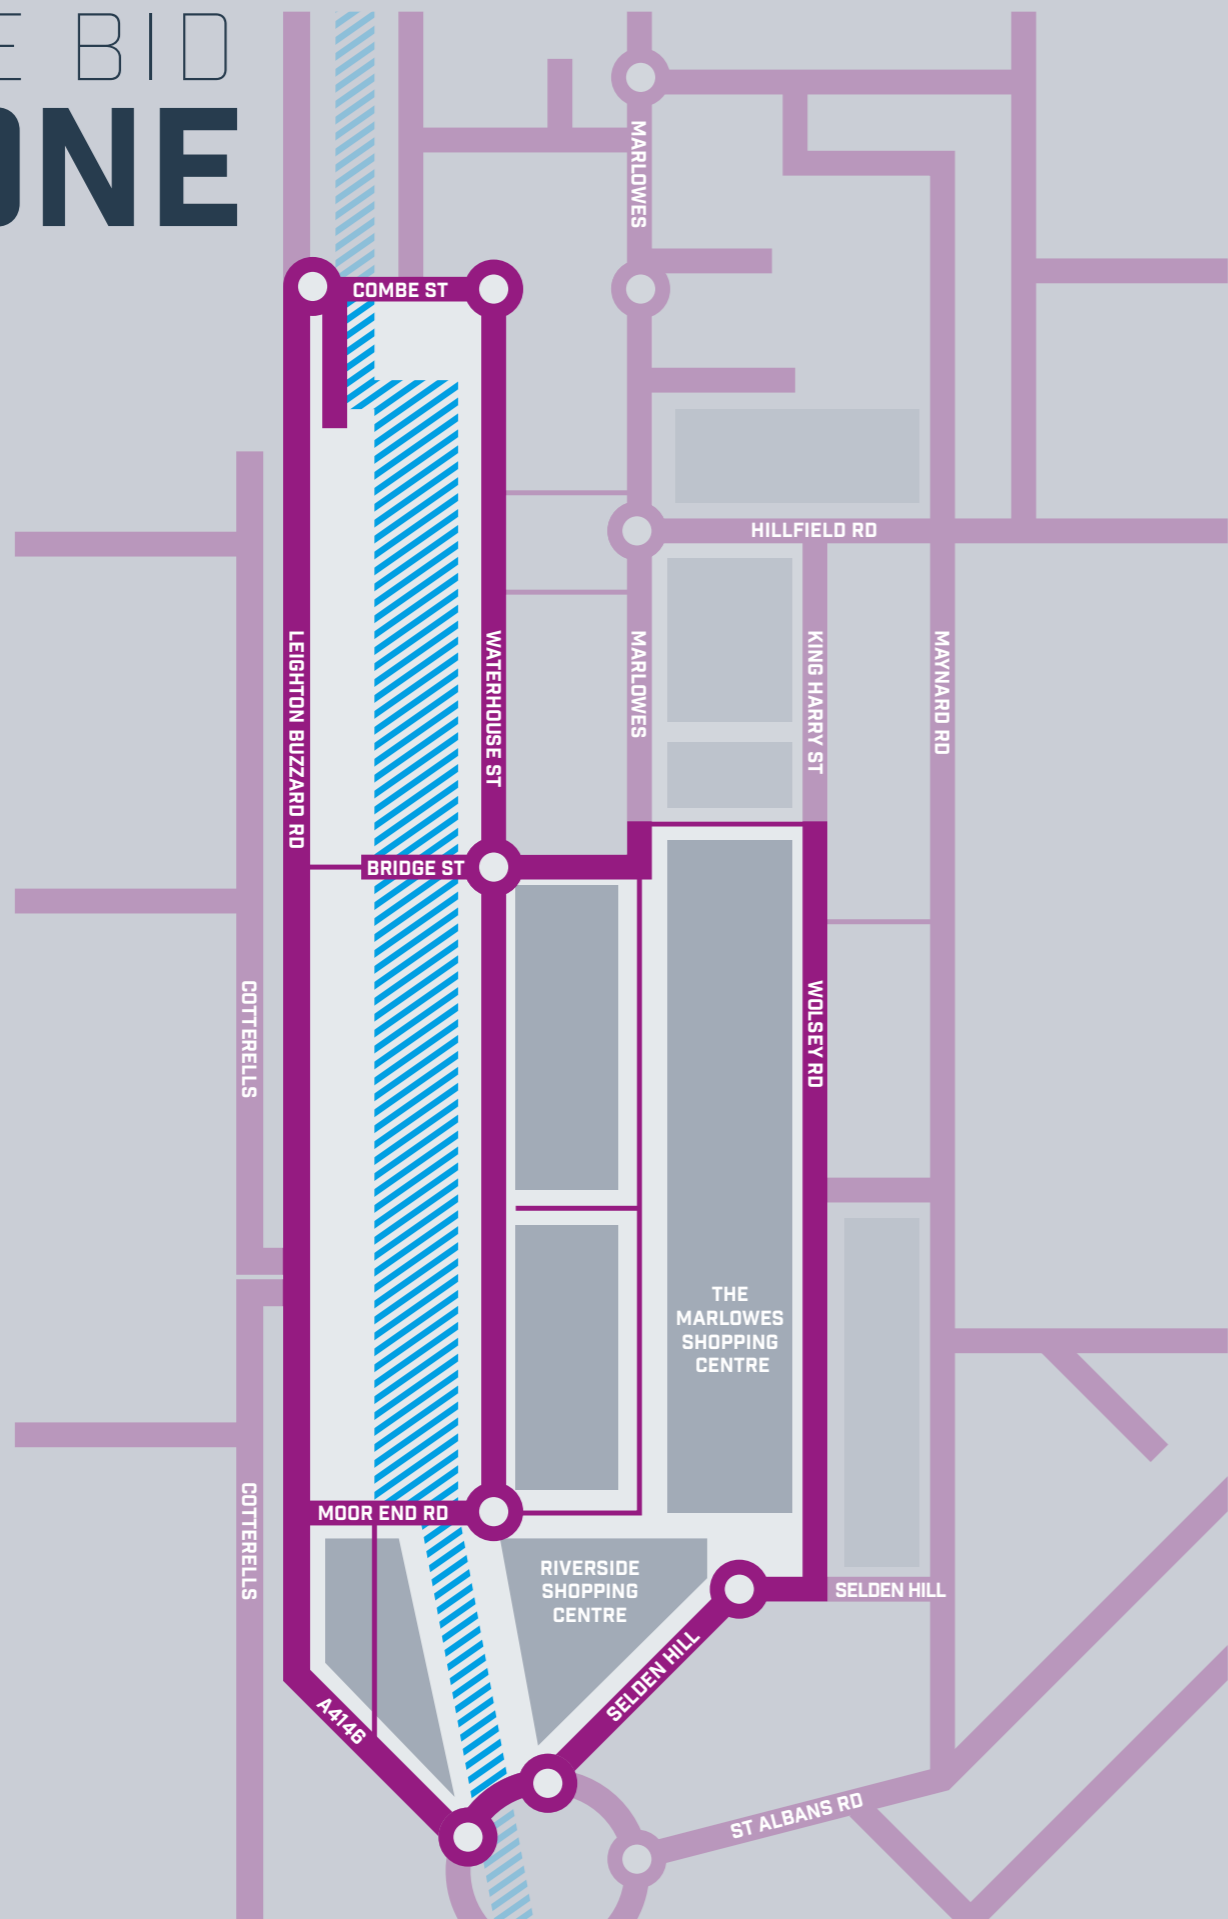 E BID
ONE
MARLOWES
COMBE ST
HILLFIELD RD
LEIGHTON BUZZARD RD
WATERHOUSE ST
MARLOWES
KING HARRY ST
MAYNARD RD
BRIDGE ST
COTTERELLS
WOLSEY RD
THE
MARLOWES
SHOPPING
CENTRE
COTTERELLS
MOOR END RD
RIVERSIDE
SHOPPING
CENTRE
SELDEN HILL
SELDEN HILL
A4146
ST ALBANS RD